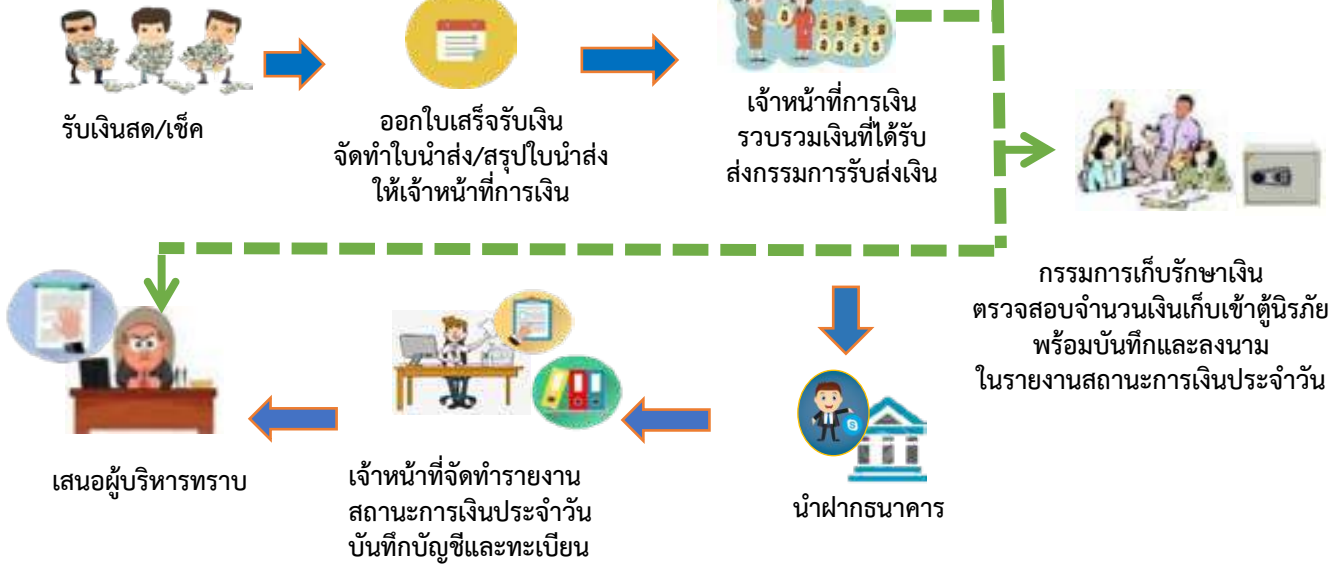 รับเงินสด/เช็ค
ออกใบเสร็จรับเงิน
จัดทำใบนำส่ง/สรุปใบนำส่ง
ให้เจ้าหน้าที่การเงิน
เจ้าหน้าที่การเงิน
รวบรวมเงินที่ได้รับ
ส่งกรรมการรับส่งเงิน
กรรมการเก็บรักษาเงิน
ตรวจสอบจำนวนเงินเก็บเข้าตู้นิรภัย
พร้อมบันทึกและลงนาม
ในรายงานสถานะการเงินประจำวัน
นำฝากธนาคาร
เจ้าหน้าที่จัดทำรายงาน
สถานะการเงินประจำวัน
บันทึกบัญชีและทะเบียน
เสนอผู้บริหารทราบ